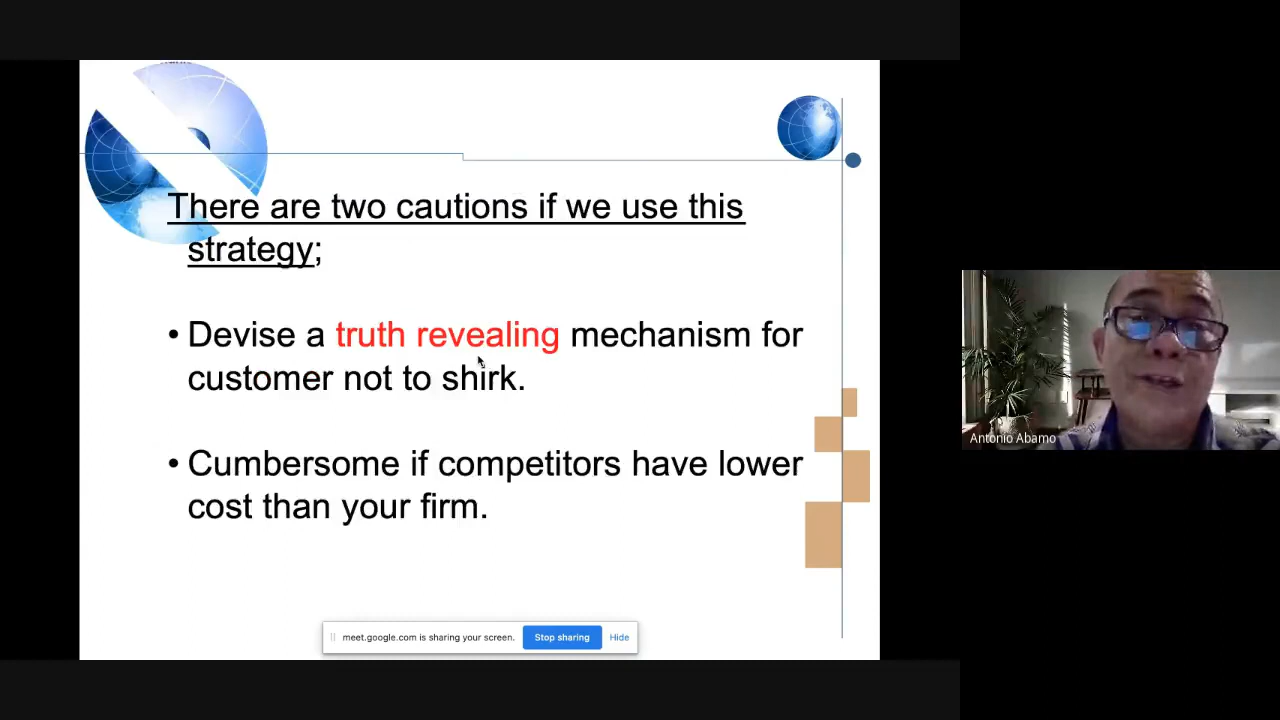 There are two cautions if we use this
strategy;
• Devise a truth revealing mechanism for
customer not to shirk.
• Cumbersome if competitors have lower
cost than your firm.
meet.google.com is sharing your screen. Stop sharing Hide
Antonio Abamo